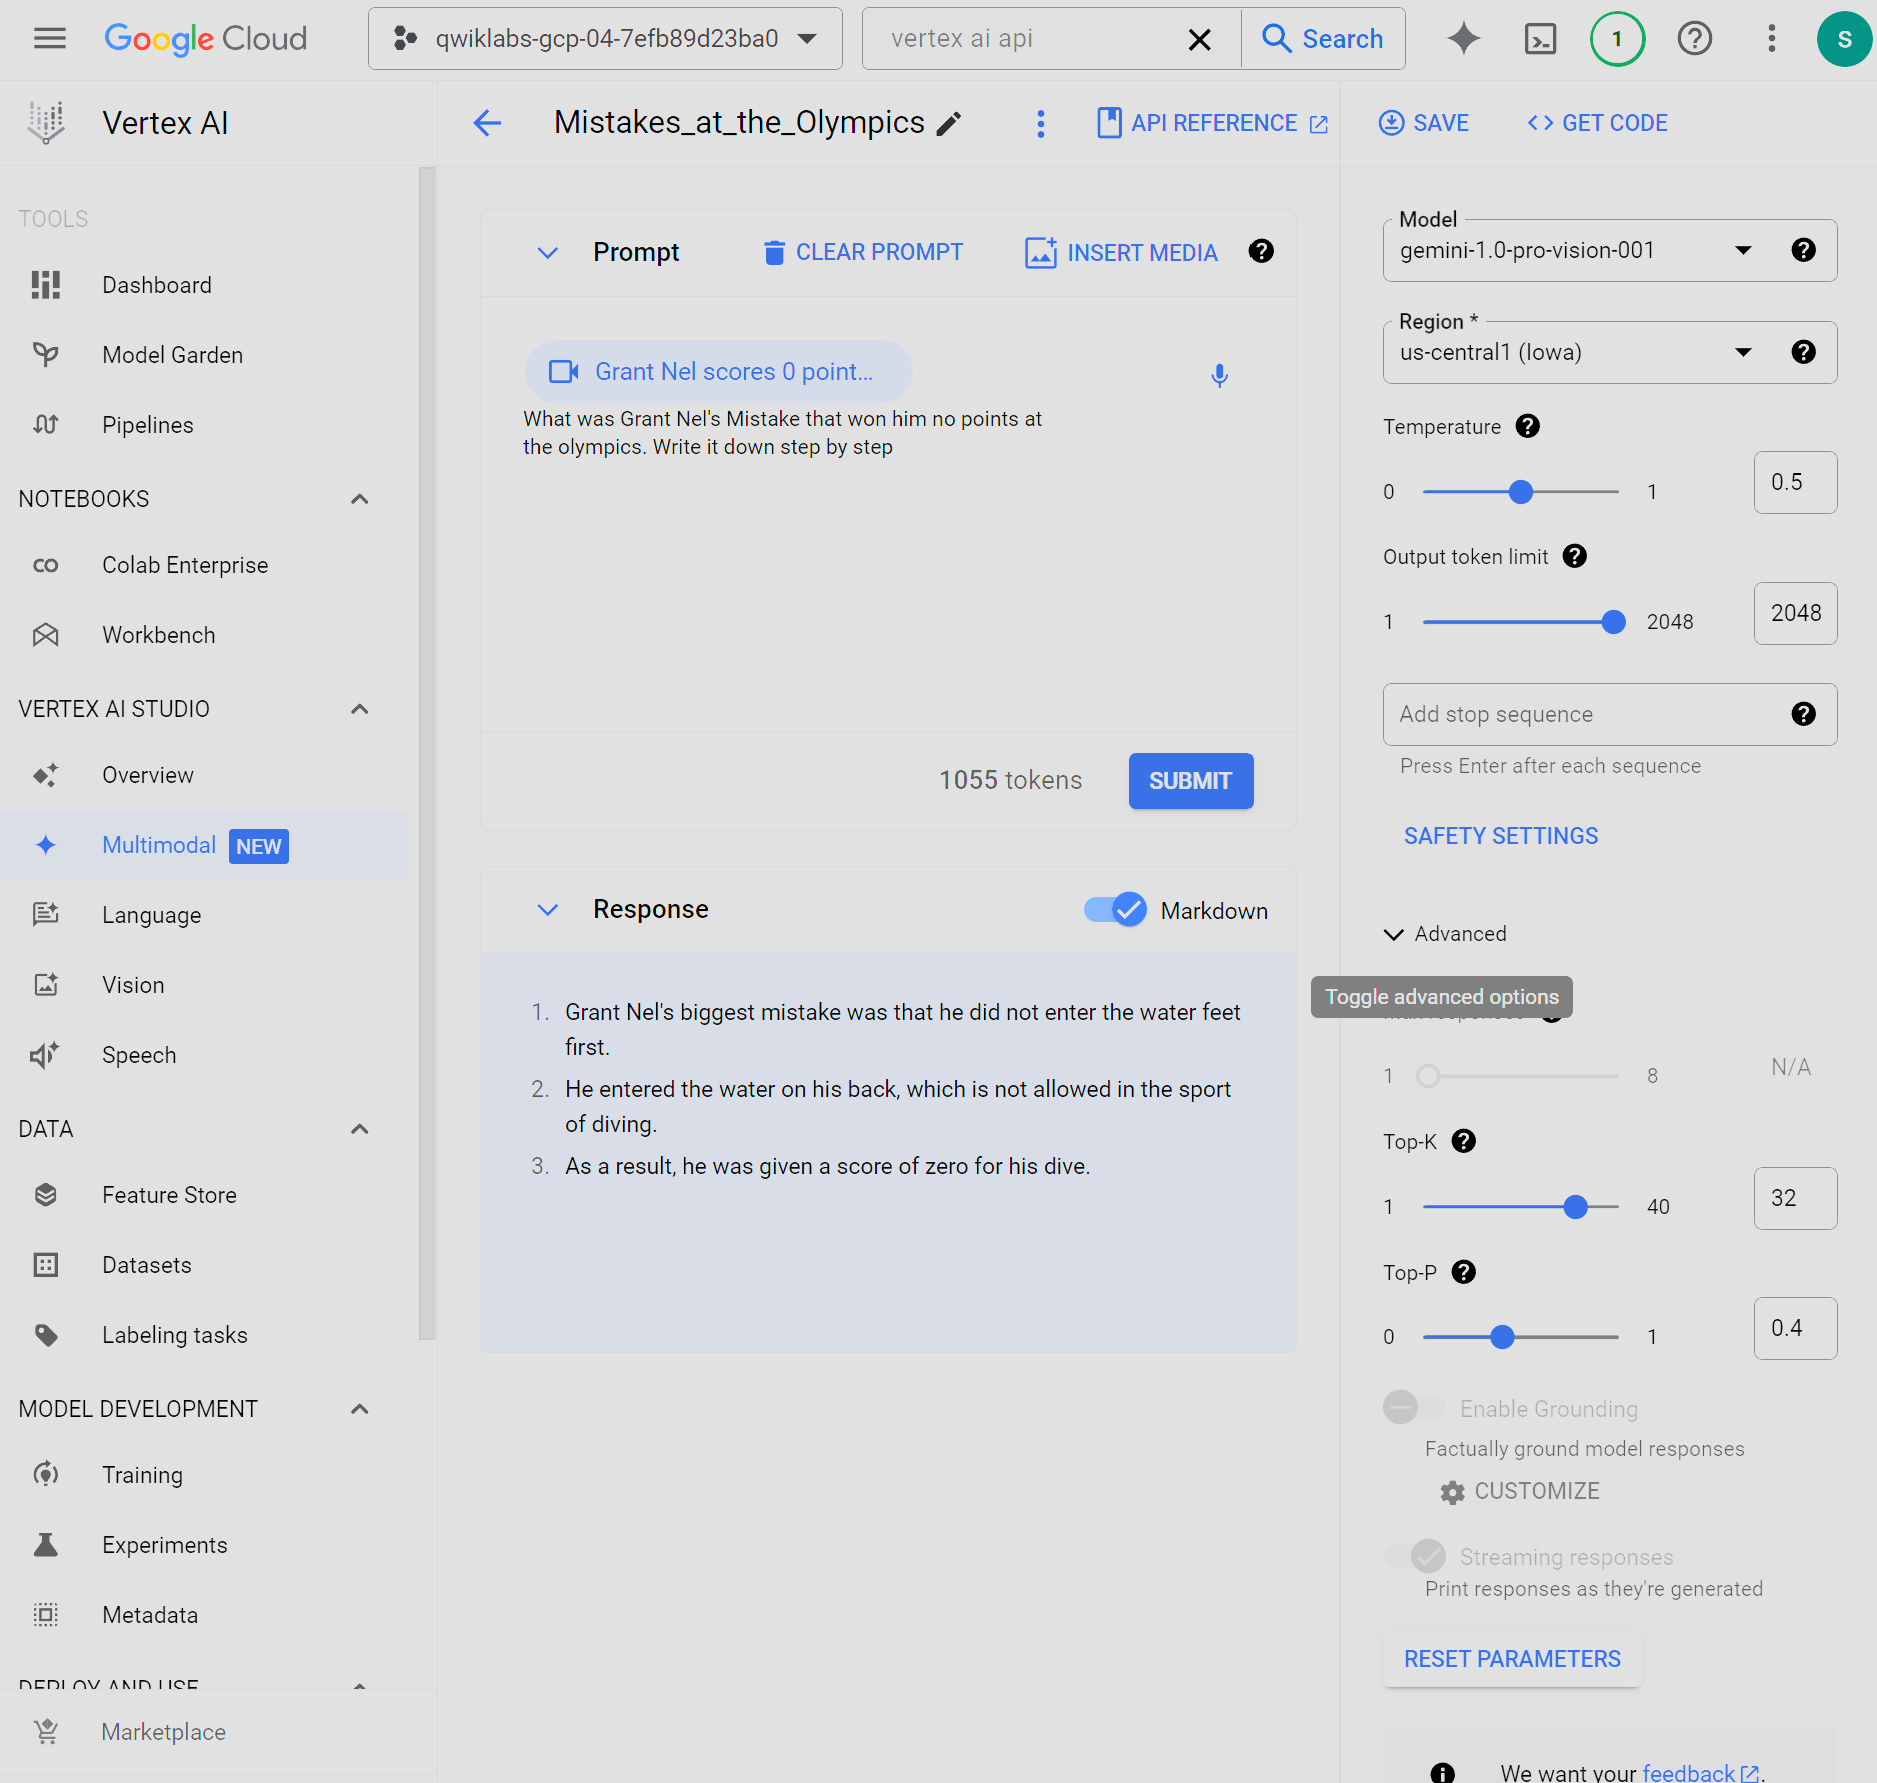 Google Cloud
qwiklabs-gcp-04-7efb89d23ba0
vertex ai api
Search
1
S
Vertex AI
Mistakes_at_the_Olympics
API REFERENCE
SAVE
GET CODE
TOOLS
Dashboard
Model Garden
Pipelines
NOTEBOOKS
Colab Enterprise
Workbench
VERTEX AI STUDIO
Overview
Multimodal NEW
Language
Vision
Speech
DATA
Feature Store
Datasets
Labeling tasks
MODEL DEVELOPMENT
Training
Experiments
Metadata
DEPLOY AND USE
Marketplace
Prompt
CLEAR PROMPT
INSERT MEDIA
Grant Nel scores 0 point...
What was Grant Nel's Mistake that won him no points at
the olympics. Write it down step by step
1055 tokens
SUBMIT
Response
Markdown
1. Grant Nel's biggest mistake was that he did not enter the water feet
first.
2. He entered the water on his back, which is not allowed in the sport
of diving.
3. As a result, he was given a score of zero for his dive.
Model
gemini-1.0-pro-vision-001
Region *
us-central1 (Iowa)
Temperature
0 1 0.5
Output token limit
1 2048 2048
Add stop sequence
Press Enter after each sequence
SAFETY SETTINGS
Advanced
Toggle advanced options
1 8 N/A
Top-K
1 40 32
Top-P
0 1 0.4
Enable Grounding
Factually ground model responses
CUSTOMIZE
Streaming responses
Print responses as they're generated
RESET PARAMETERS
We want your feedback.